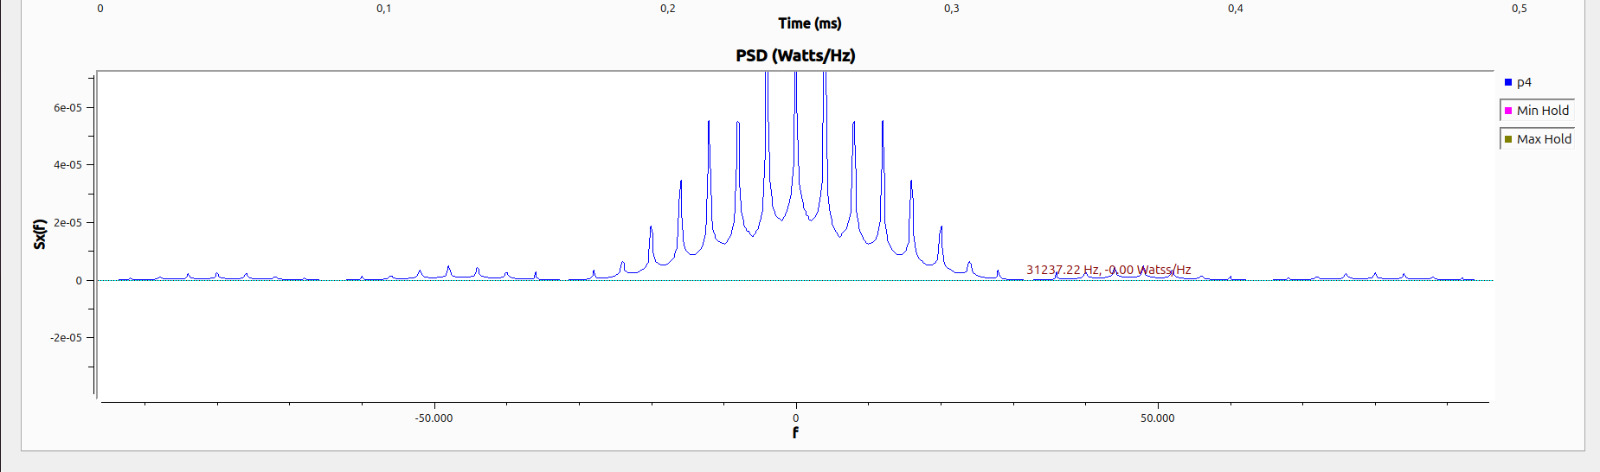 0 0,1 0,2 0,3 0,4 0,5
Time (ms)
PSD (Watts/Hz)
p4
Min Hold
Max Hold
6e-05
4e-05
2e-05
0
-2e-05
Sx(f)
31237.22 Hz, -0.00 Watss/Hz
-50.000 0 50.000
f